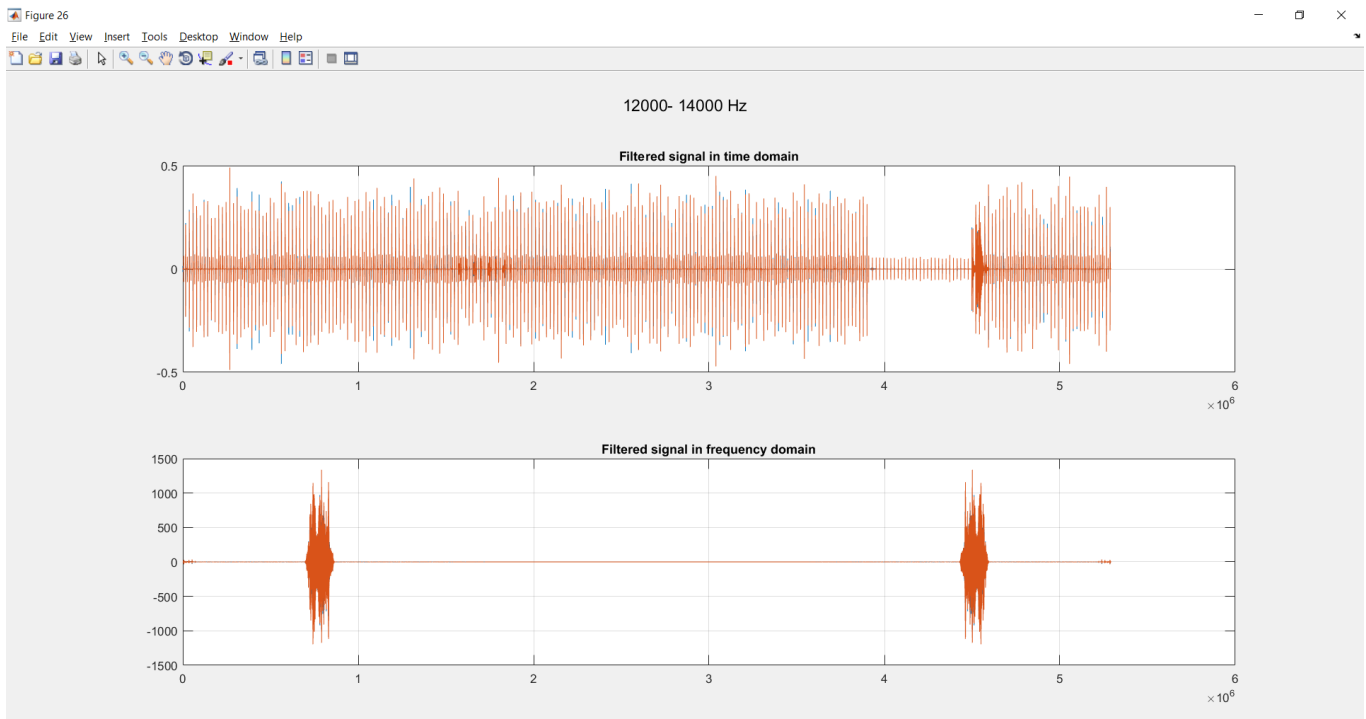 Figure 26
File Edit View Insert Tools Desktop Window Help
12000- 14000 Hz
Filtered signal in time domain
0.5
0
-0.5
0 1 2 3 4 5 6
×10^6
Filtered signal in frequency domain
1500
1000
500
0
-500
-1000
-1500
0 1 2 3 4 5 6
×10^6